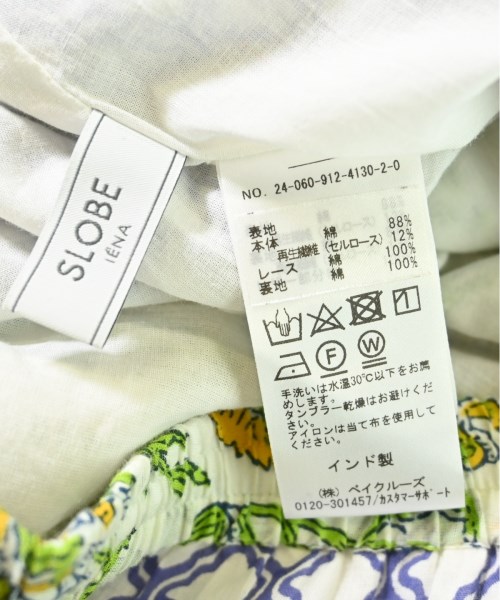 SLOBE
IÉNA
NO. 24-060-912-4130-2-0
表地
本体 綿 88%
再生繊維(セルロース) 12%
レース 綿 100%
裏地 綿 100%
F
W
手洗いは水温30℃以下をお薦
めします。
タンブラー乾燥はお避けくだ
さい。
アイロンは当て布を使用して
ください。
インド製
(株) ベイクルーズ
0120-301457/カスタマーサポート